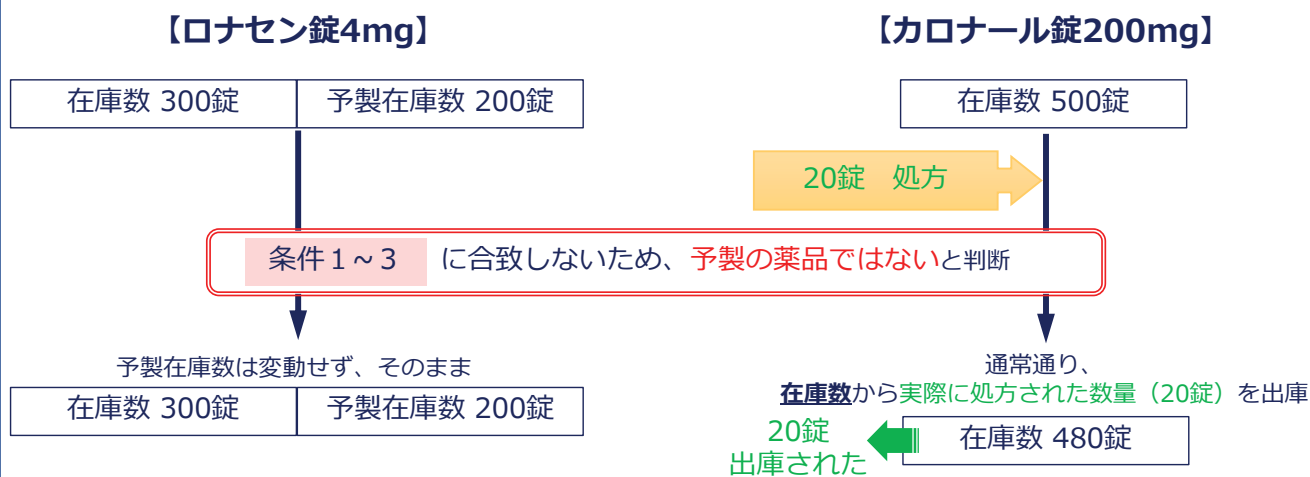 【ロナセン錠4mg】
【カロナール錠200mg】
在庫数 300錠
予製在庫数 200錠
在庫数 500錠
20錠　処方
条件１～３　に合致しないため、予製の薬品ではないと判断
予製在庫数は変動せず、そのまま
在庫数 300錠
予製在庫数 200錠
通常通り、
在庫数から実際に処方された数量（20錠）を出庫
20錠
出庫された
在庫数 480錠